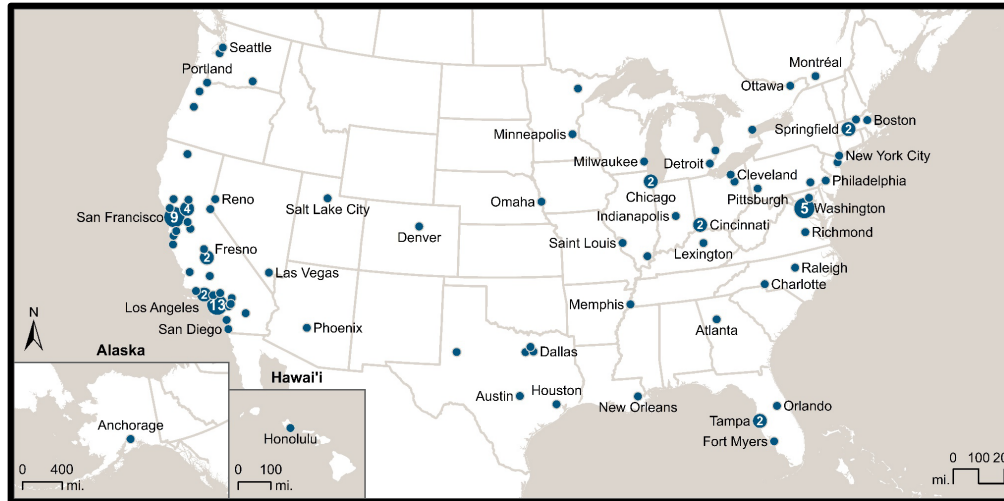 Seattle
Portland
Montréal
Ottawa
Boston
Springfield 2
Minneapolis
Milwaukee
Detroit
New York City
Cleveland
2
Chicago
Philadelphia
Pittsburgh
Reno
Salt Lake City
Omaha
4
San Francisco 9
5 Washington
Indianapolis
2 Cincinnati
Denver
Richmond
Saint Louis
Lexington
Fresno
2
Las Vegas
Raleigh
Charlotte
2
Los Angeles 13
Memphis
San Diego
Phoenix
Atlanta
N
Dallas
Alaska
Hawai'i
Austin
Houston
New Orleans
Orlando
Tampa 2
Fort Myers
Anchorage
Honolulu
0 400
mi.
0 100
mi.
0 100
mi.